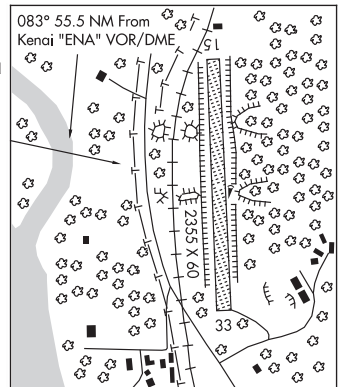 083° 55.5 NM From
Kenai "ENA" VOR/DME
15
2355 X 60
33